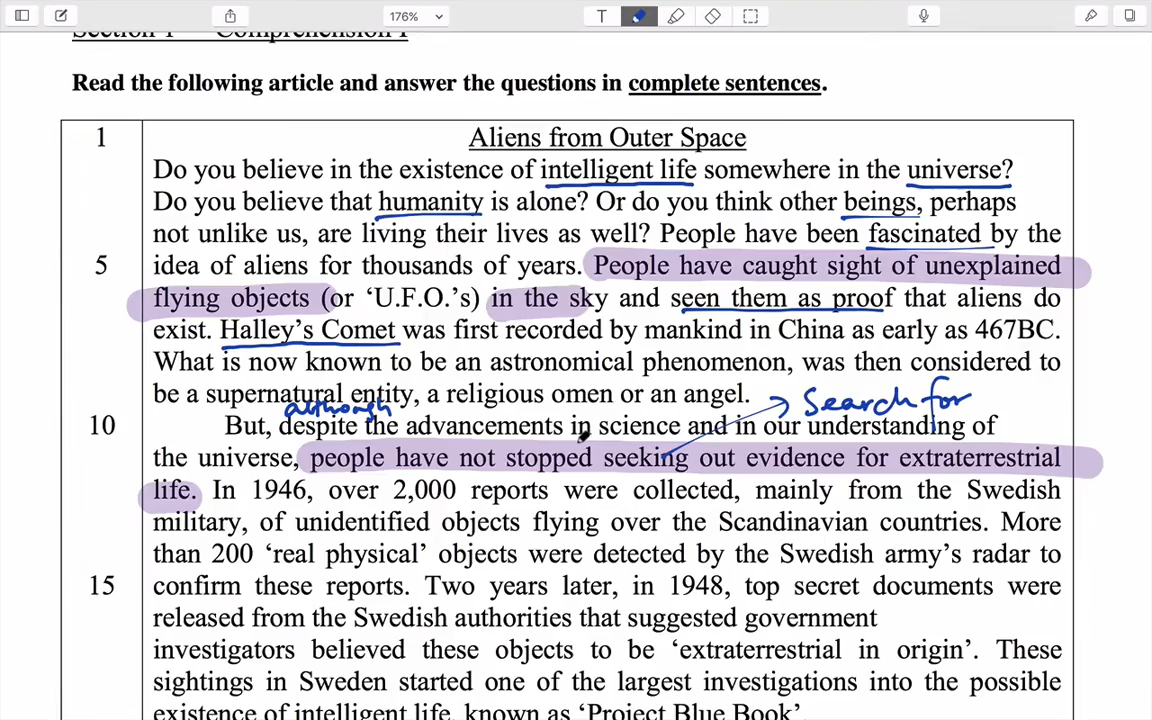 176%
T
Section 1 Comprehension I
Read the following article and answer the questions in complete sentences.
1
Aliens from Outer Space
Do you believe in the existence of intelligent life somewhere in the universe?
Do you believe that humanity is alone? Or do you think other beings, perhaps
not unlike us, are living their lives as well? People have been fascinated by the
5 idea of aliens for thousands of years. People have caught sight of unexplained
flying objects (or ‘U.F.O.’s) in the sky and seen them as proof that aliens do
exist. Halley’s Comet was first recorded by mankind in China as early as 467BC.
What is now known to be an astronomical phenomenon, was then considered to
be a supernatural entity, a religious omen or an angel.
although
Search for
10 But, despite the advancements in science and in our understanding of
the universe, people have not stopped seeking out evidence for extraterrestrial
life. In 1946, over 2,000 reports were collected, mainly from the Swedish
military, of unidentified objects flying over the Scandinavian countries. More
than 200 ‘real physical’ objects were detected by the Swedish army’s radar to
15 confirm these reports. Two years later, in 1948, top secret documents were
released from the Swedish authorities that suggested government
investigators believed these objects to be ‘extraterrestrial in origin’. These
sightings in Sweden started one of the largest investigations into the possible
existence of intelligent life, known as ‘Project Blue Book’.